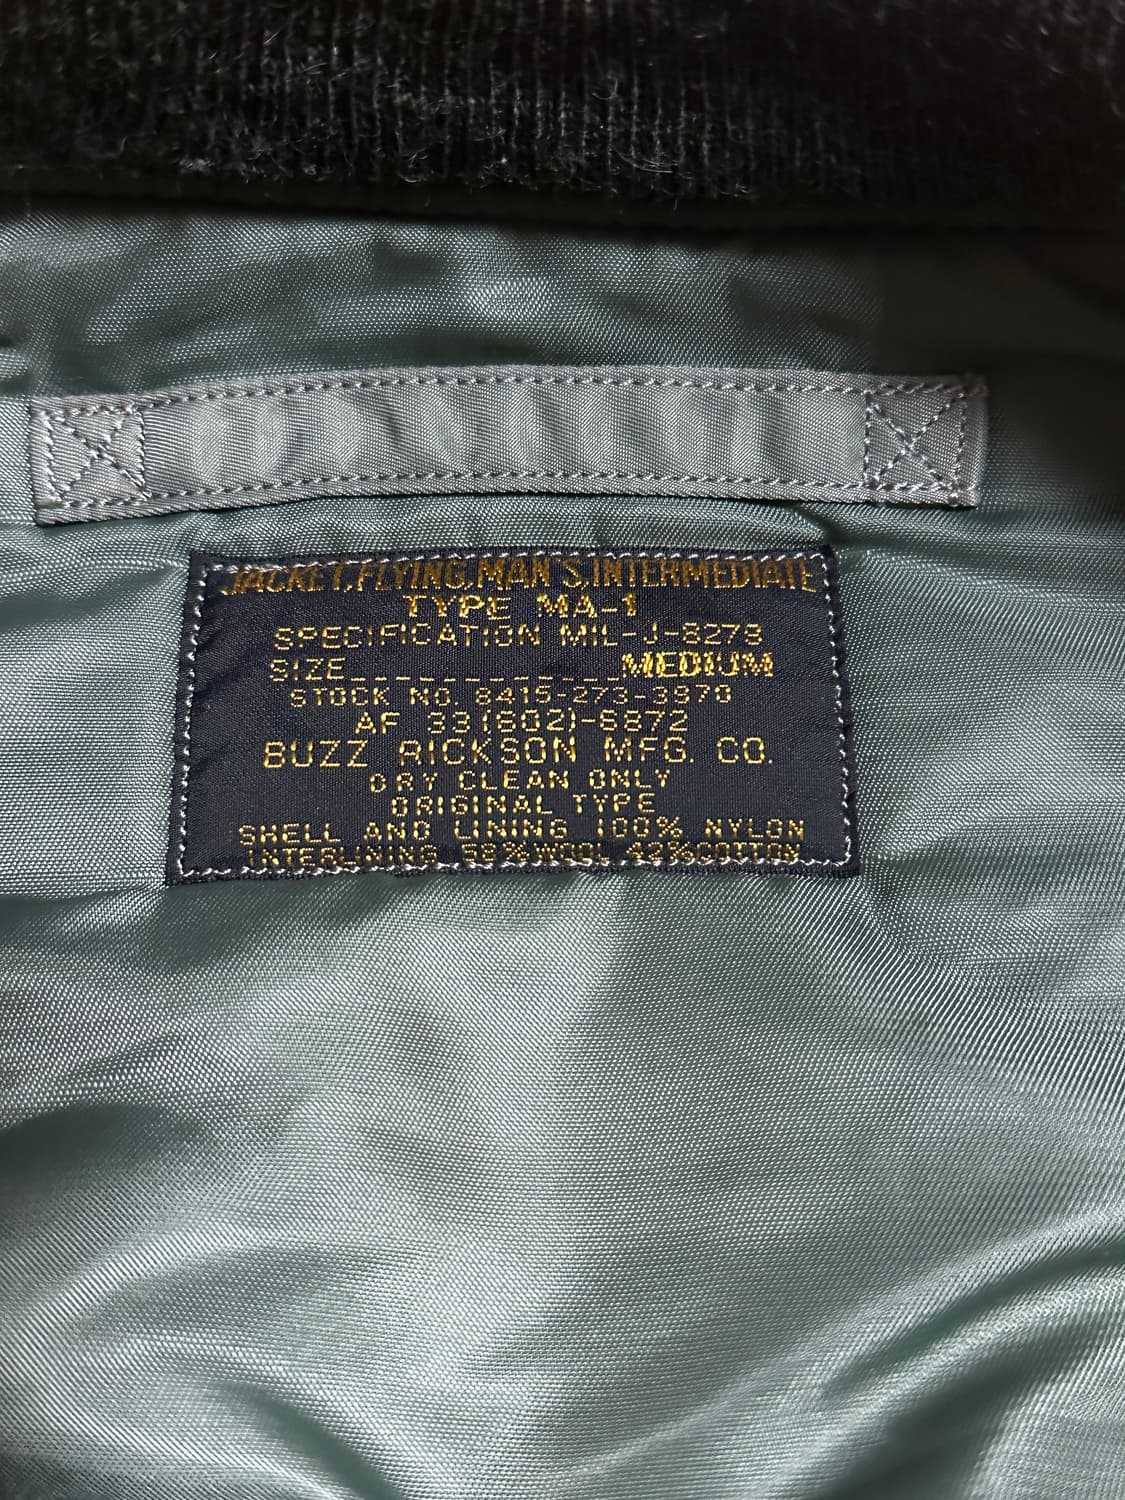 JACKET, FLYING, MAN'S, INTERMEDIATE
TYPE MA-1
SPECIFICATION MIL-J-8279
SIZE____________MEDIUM
STOCK NO. 8415-273-3970
AF 33(602)-6872
BUZZ RICKSON MFG. CO.
DRY CLEAN ONLY
ORIGINAL TYPE
SHELL AND LINING 100% NYLON
INTERLINING 58%WOOL 42%COTTON